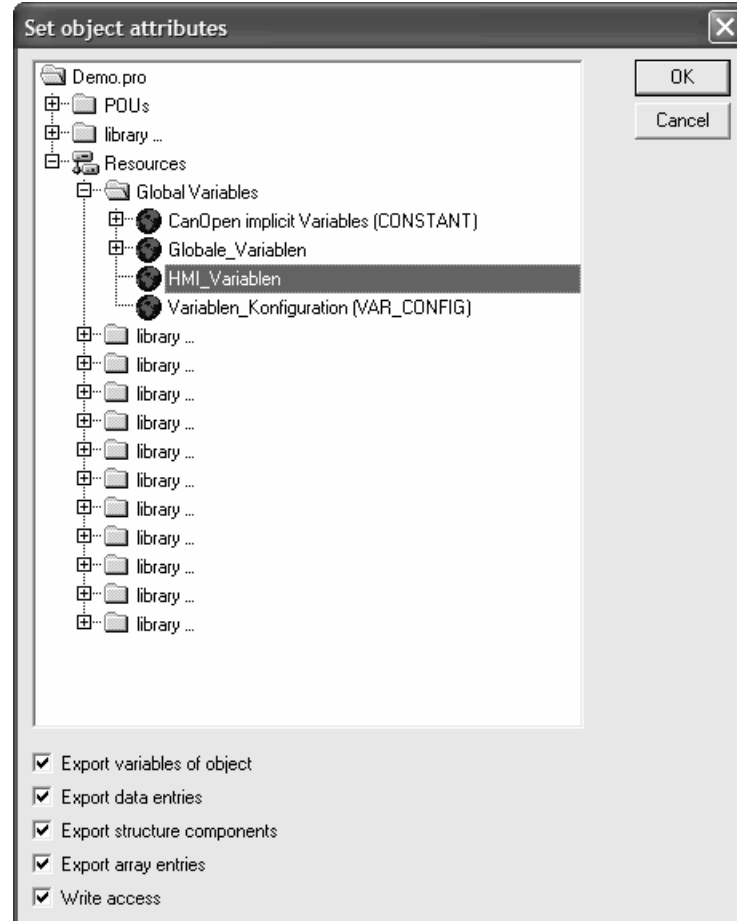 Set object attributes
Demo.pro
POUs
library ...
Resources
Global Variables
CanOpen implicit Variables (CONSTANT)
Globale_Variablen
HMI_Variablen
Variablen_Konfiguration (VAR_CONFIG)
library ...
library ...
library ...
library ...
library ...
library ...
library ...
library ...
library ...
library ...
library ...
OK
Cancel
Export variables of object
Export data entries
Export structure components
Export array entries
Write access